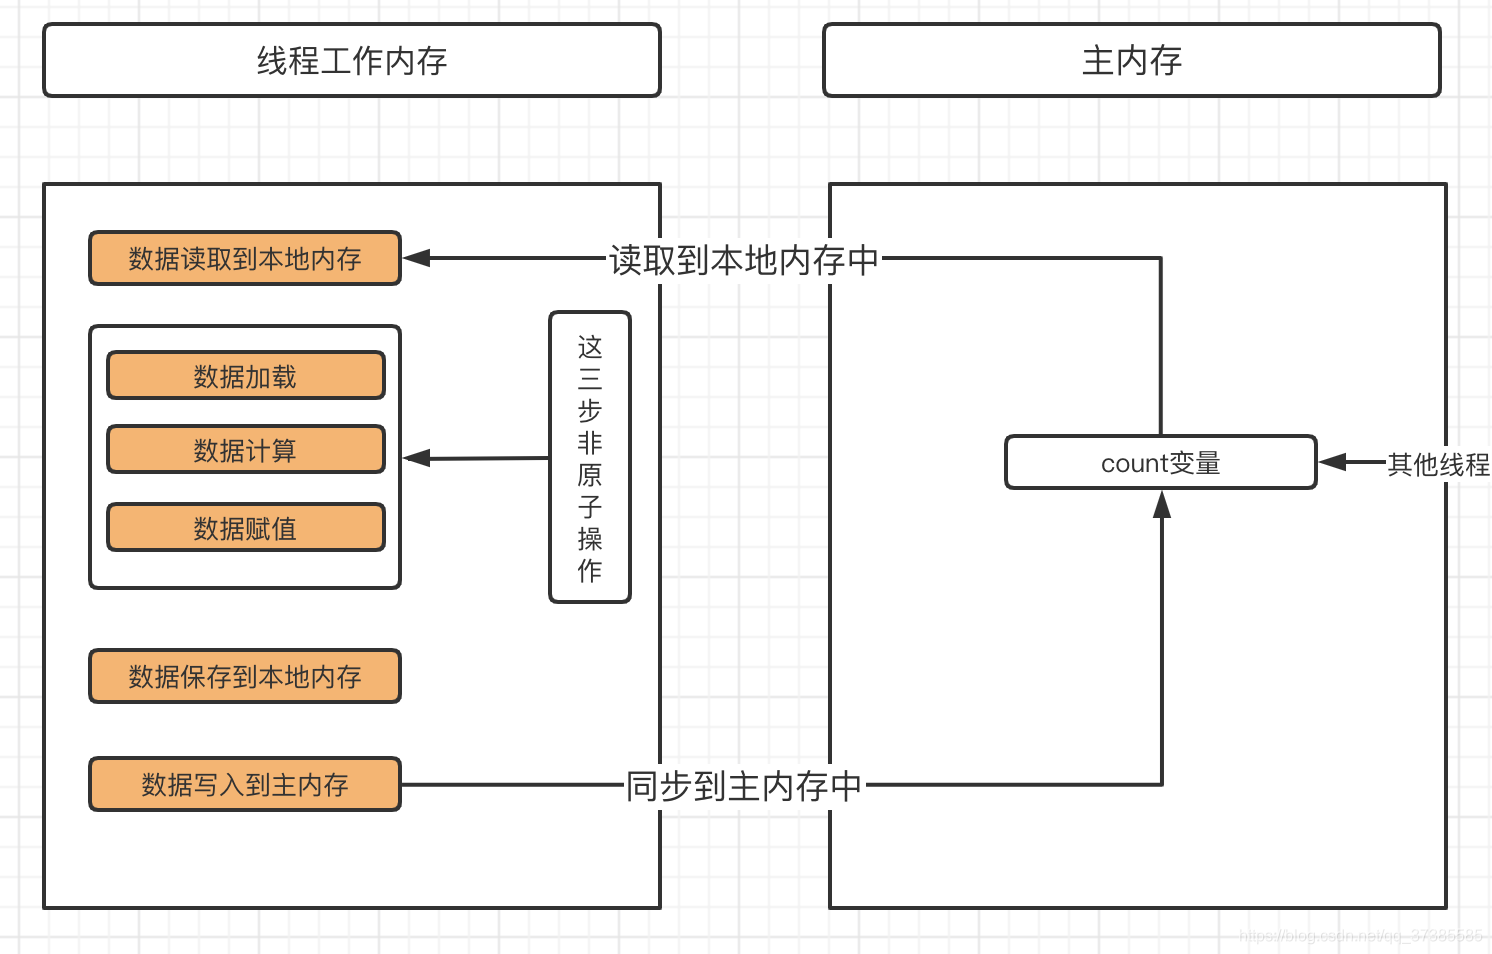 线程工作内存
主内存
数据读取到本地内存
读取到本地内存中
数据加载
数据计算
数据赋值
这三步非原子操作
count变量
其他线程
数据保存到本地内存
数据写入到主内存
同步到主内存中
https://blog.csdn.net/qq_37385585